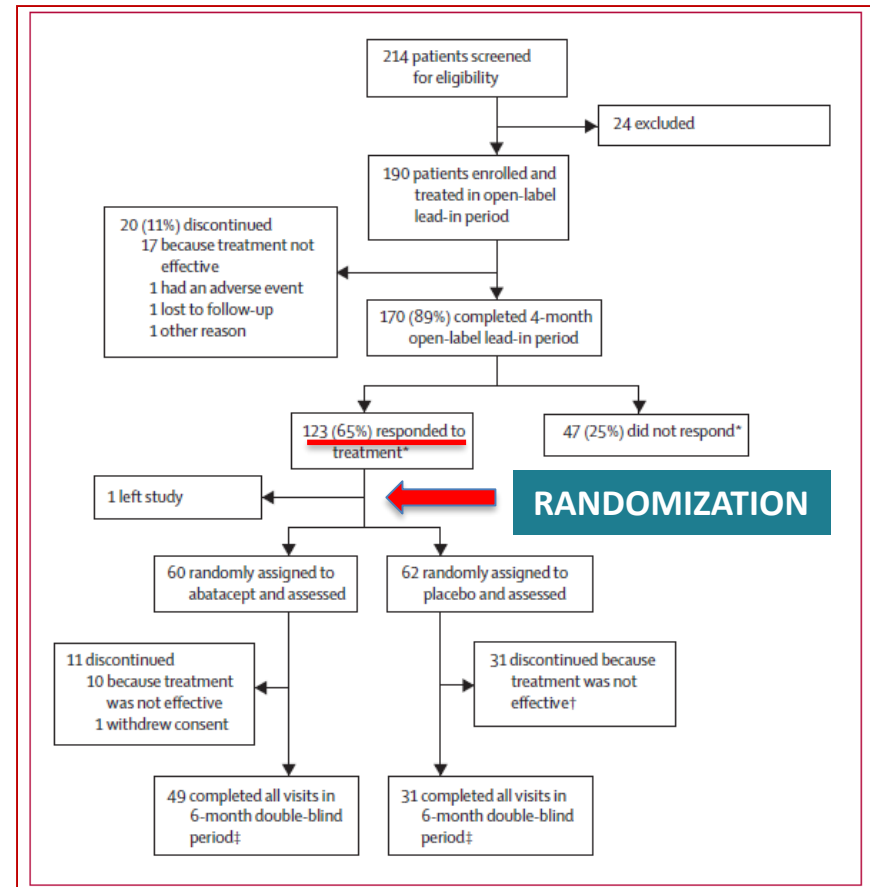 214 patients screened
for eligibility
24 excluded
190 patients enrolled and
treated in open-label
lead-in period
20 (11%) discontinued
17 because treatment not
effective
1 had an adverse event
1 lost to follow-up
1 other reason
170 (89%) completed 4-month
open-label lead-in period
123 (65%) responded to
treatment*
47 (25%) did not respond*
1 left study
RANDOMIZATION
60 randomly assigned to
abatacept and assessed
62 randomly assigned to
placebo and assessed
11 discontinued
10 because treatment
was not effective
1 withdrew consent
31 discontinued because
treatment was not
effective†
49 completed all visits in
6-month double-blind
period‡
31 completed all visits in
6-month double-blind
period‡